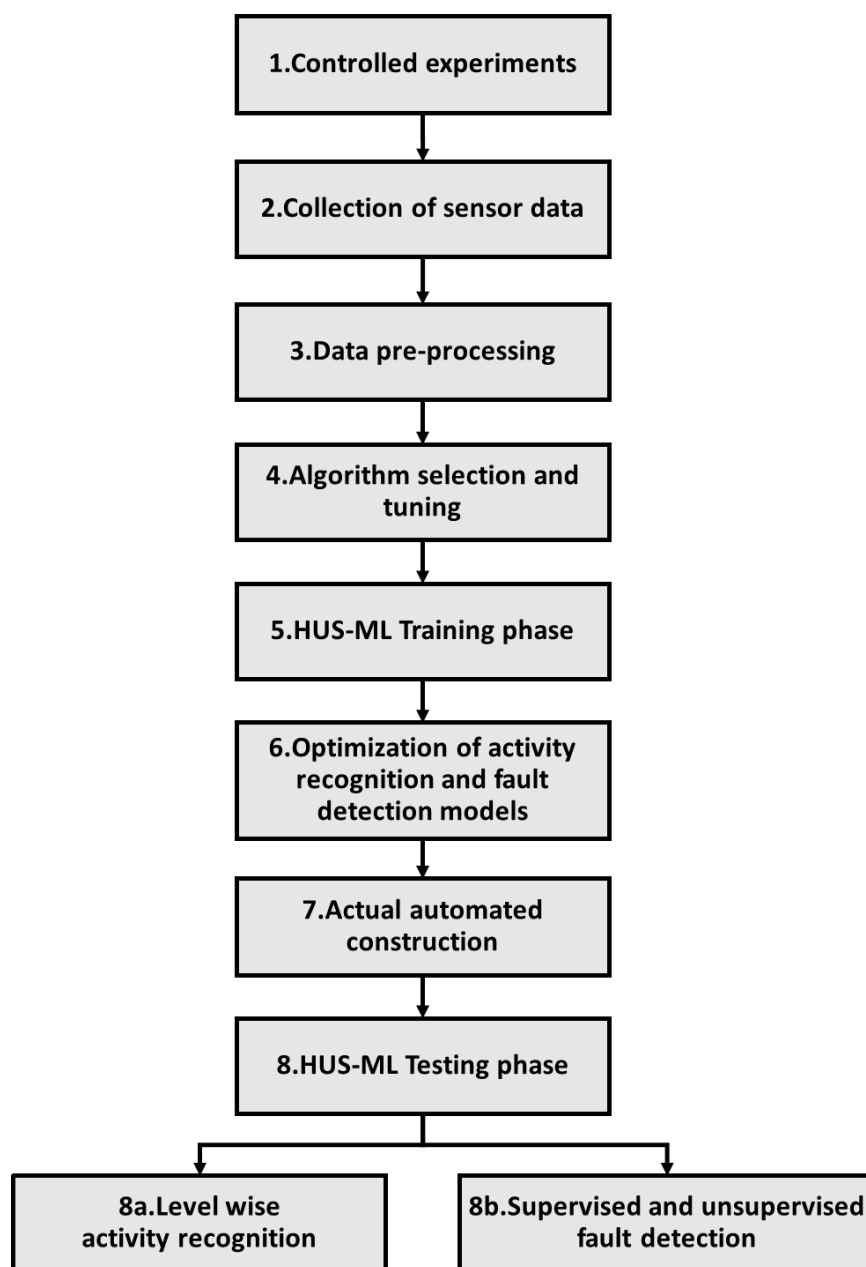 1.Controlled experiments
2.Collection of sensor data
3.Data pre-processing
4.Algorithm selection and
tuning
5.HUS-ML Training phase
6.Optimization of activity
recognition and fault
detection models
7.Actual automated
construction
8.HUS-ML Testing phase
8a.Level wise
activity recognition
8b.Supervised and unsupervised
fault detection